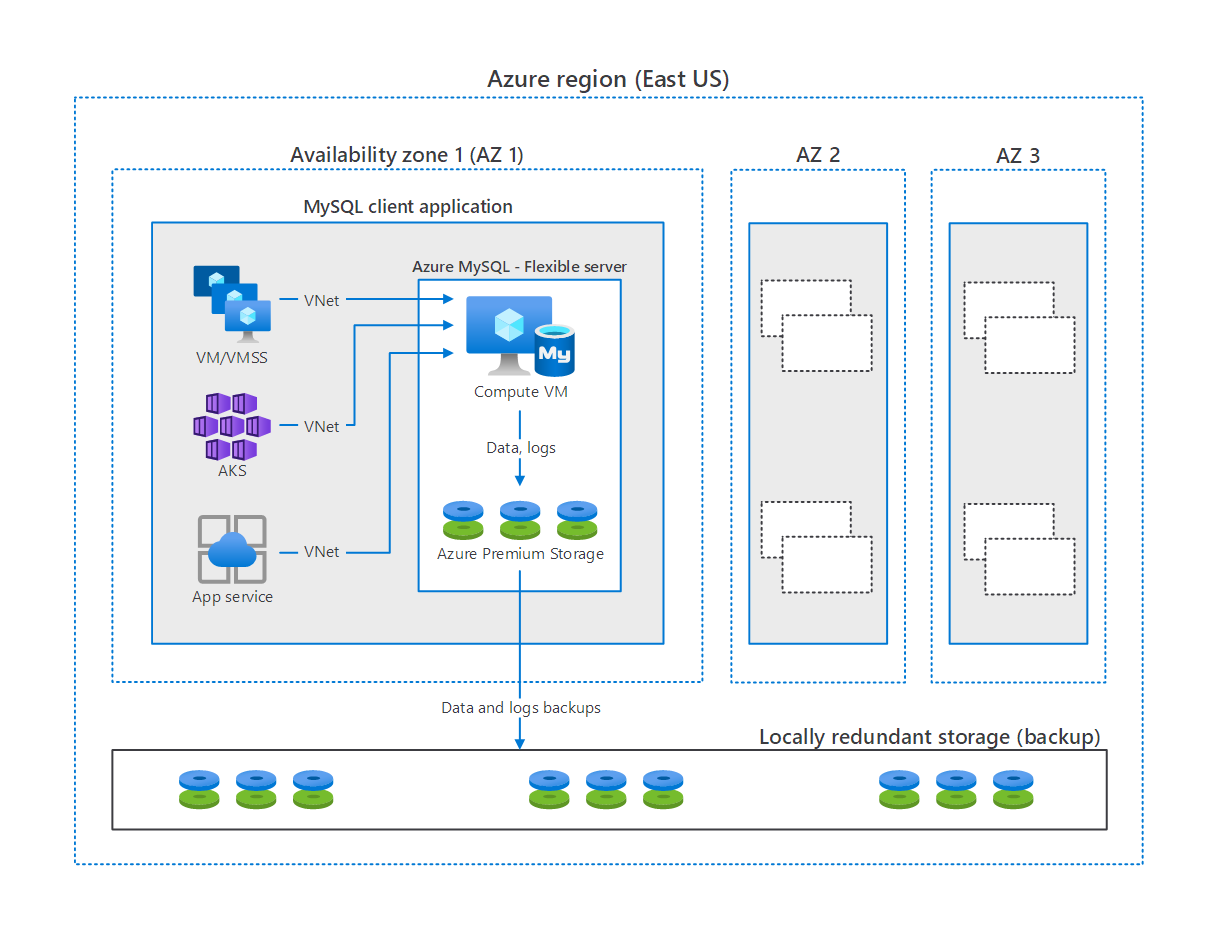 Azure region (East US)
Availability zone 1 (AZ 1)
AZ 2
AZ 3
MySQL client application
Azure MySQL - Flexible server
VNet
My
VM/VMSS
Compute VM
VNet
Data, logs
AKS
VNet
Azure Premium Storage
App service
Data and logs backups
Locally redundant storage (backup)